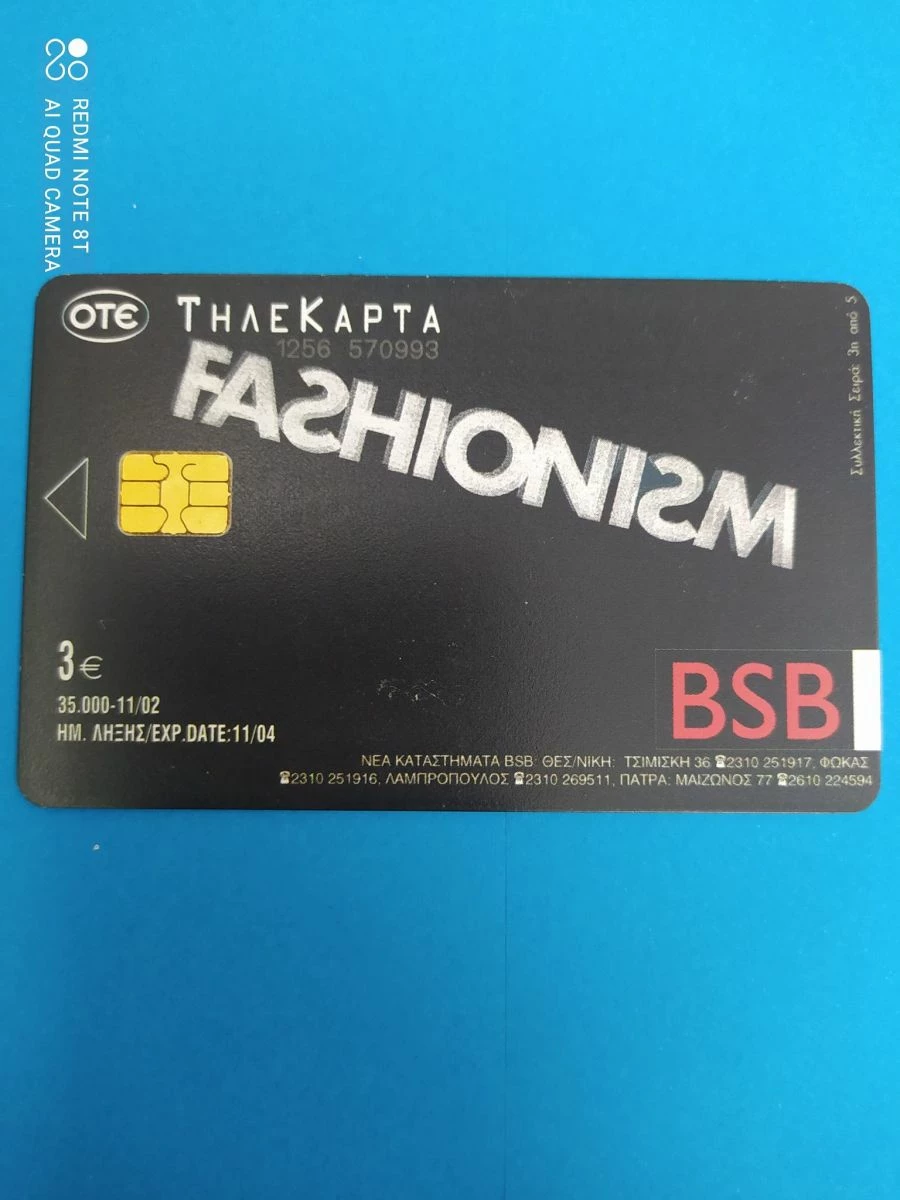 REDMI NOTE 8T
AI QUAD CAMERA
ΟΤΕ ΤΗΛΕΚΑΡΤΑ
1256 570993
FASHIONISM
Συλλεκτική Σειρά: 3η από 5
3€
35.000-11/02
ΗΜ. ΛΗΞΗΣ/EXP.DATE:11/04
BSB
ΝΕΑ ΚΑΤΑΣΤΗΜΑΤΑ BSB: ΘΕΣ/ΝΙΚΗ: ΤΣΙΜΙΣΚΗ 36 ☎2310 251917, ΦΩΚΑΣ
☎2310 251916, ΛΑΜΠΡΟΠΟΥΛΟΣ ☎2310 269511, ΠΑΤΡΑ: ΜΑΙΖΩΝΟΣ 77 ☎2610 224594